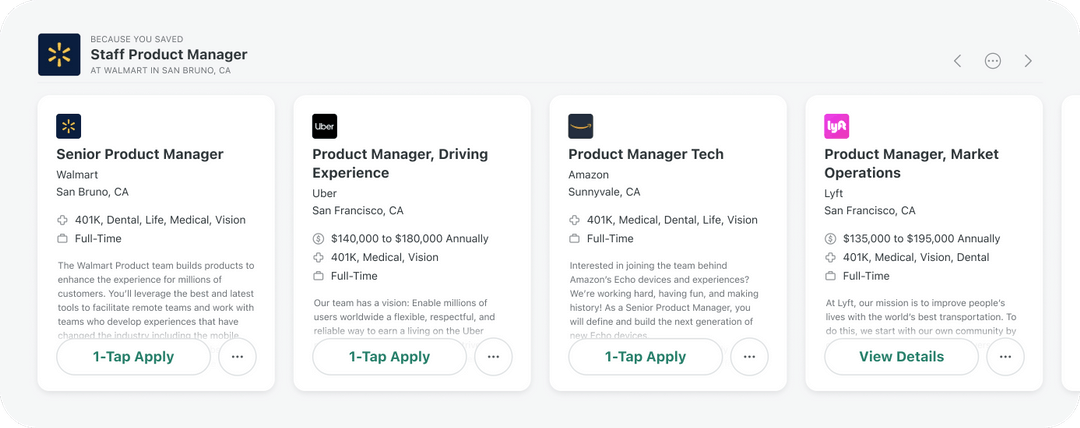 BECAUSE YOU SAVED
Staff Product Manager
AT WALMART IN SAN BRUNO, CA
Senior Product Manager
Walmart
San Bruno, CA
401K, Dental, Life, Medical, Vision
Full-Time
The Walmart Product team builds products to
enhance the experience for millions of
customers. You'll leverage the best and latest
tools to facilitate remote teams and work with
teams who develop experiences that have
changed the industry including the mobile
1-Tap Apply
Uber
Product Manager, Driving
Experience
Uber
San Francisco, CA
$140,000 to $180,000 Annually
401K, Medical, Vision
Full-Time
Our team has a vision: Enable millions of
users worldwide a flexible, respectful, and
reliable way to earn a living on the Uber
1-Tap Apply
Product Manager Tech
Amazon
Sunnyvale, CA
401K, Medical, Dental, Life, Vision
Full-Time
Interested in joining the team behind
Amazon's Echo devices and experiences?
We're working hard, having fun, and making
history! As a Senior Product Manager, you
will define and build the next generation of
new Echo devices
1-Tap Apply
lyft
Product Manager, Market
Operations
Lyft
San Francisco, CA
$135,000 to $195,000 Annually
401K, Medical, Vision, Dental
Full-Time
At Lyft, our mission is to improve people's
lives with the world's best transportation. To
do this, we start with our own community by
View Details